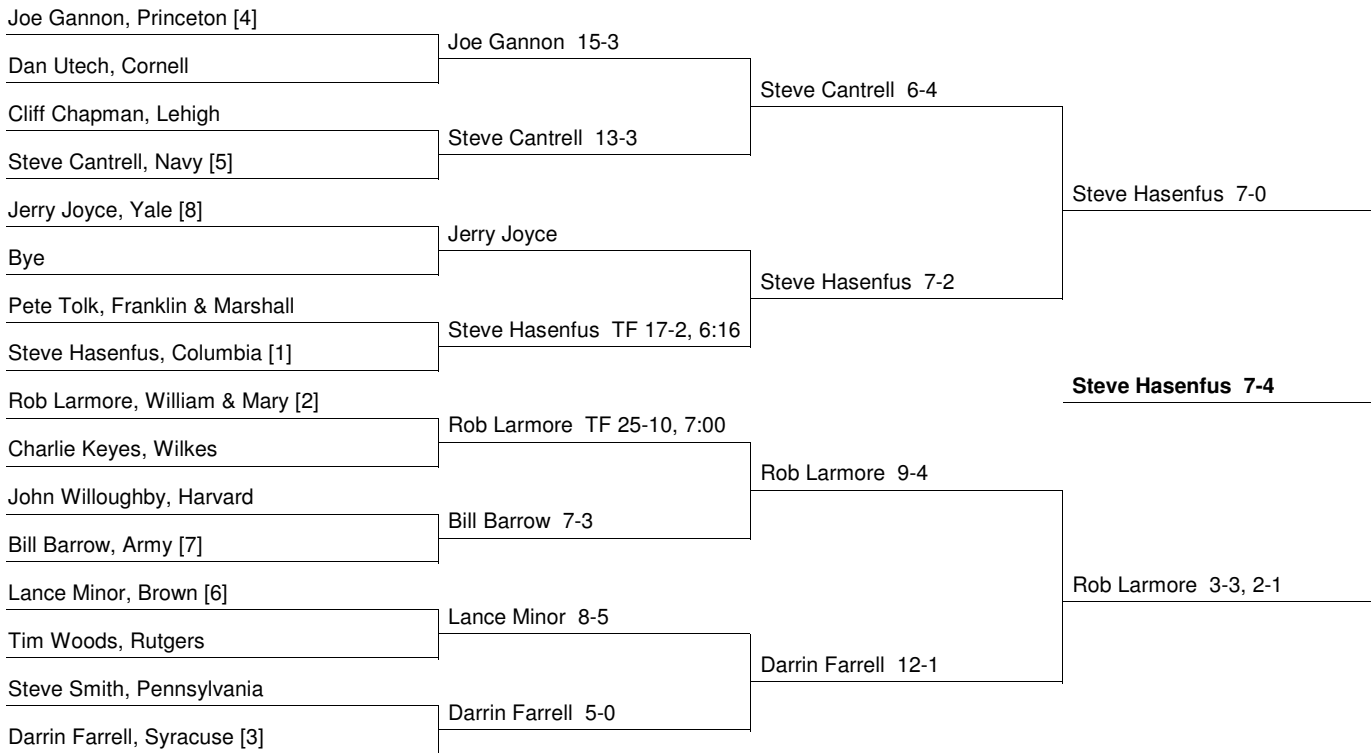 Joe Gannon, Princeton [4]
Joe Gannon 15-3
Dan Utech, Cornell
Steve Cantrell 6-4
Cliff Chapman, Lehigh
Steve Cantrell 13-3
Steve Cantrell, Navy [5]
Steve Hasenfus 7-0
Jerry Joyce, Yale [8]
Jerry Joyce
Bye
Steve Hasenfus 7-2
Pete Tolk, Franklin & Marshall
Steve Hasenfus TF 17-2, 6:16
Steve Hasenfus, Columbia [1]
Steve Hasenfus 7-4
Rob Larmore, William & Mary [2]
Rob Larmore TF 25-10, 7:00
Charlie Keyes, Wilkes
Rob Larmore 9-4
John Willoughby, Harvard
Bill Barrow 7-3
Bill Barrow, Army [7]
Rob Larmore 3-3, 2-1
Lance Minor, Brown [6]
Lance Minor 8-5
Tim Woods, Rutgers
Darrin Farrell 12-1
Steve Smith, Pennsylvania
Darrin Farrell 5-0
Darrin Farrell, Syracuse [3]